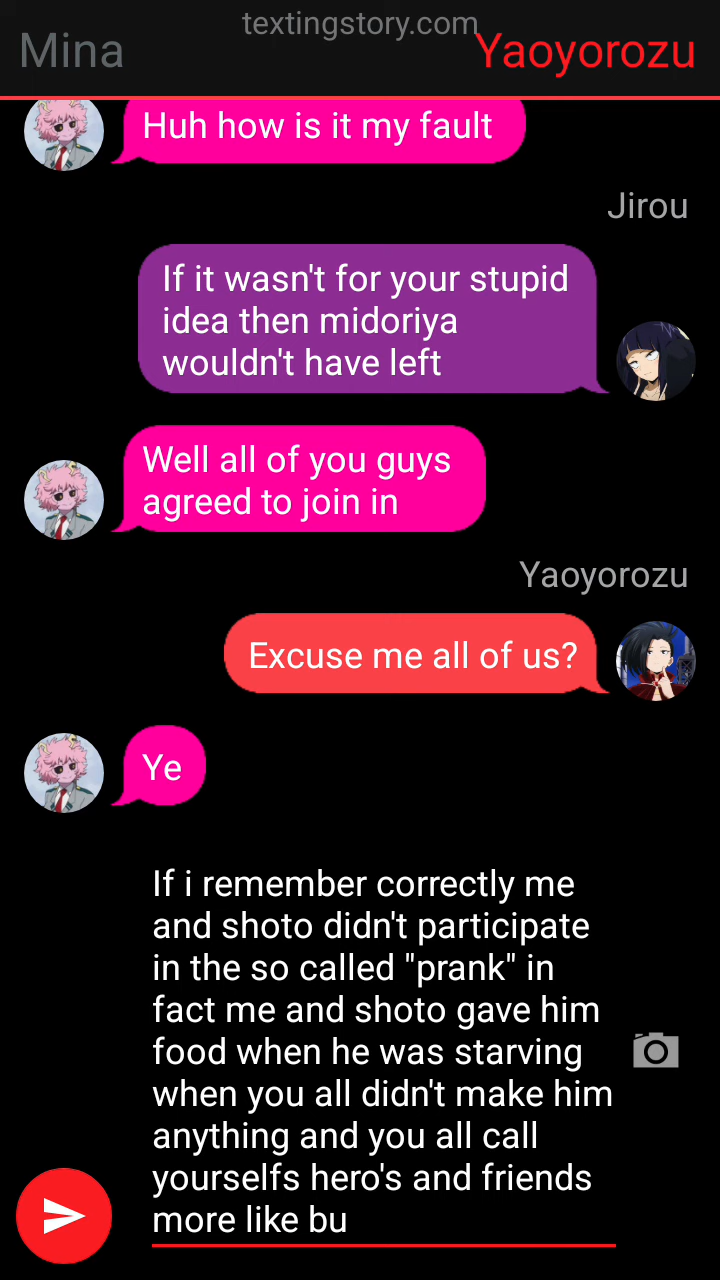 textingstory.com
Mina
Yaoyorozu
Huh how is it my fault
Jirou
If it wasn't for your stupid
idea then midoriya
wouldn't have left
Well all of you guys
agreed to join in
Yaoyorozu
Excuse me all of us?
Ye
If i remember correctly me
and shoto didn't participate
in the so called "prank" in
fact me and shoto gave him
food when he was starving
when you all didn't make him
anything and you all call
yourselfs hero's and friends
more like bu